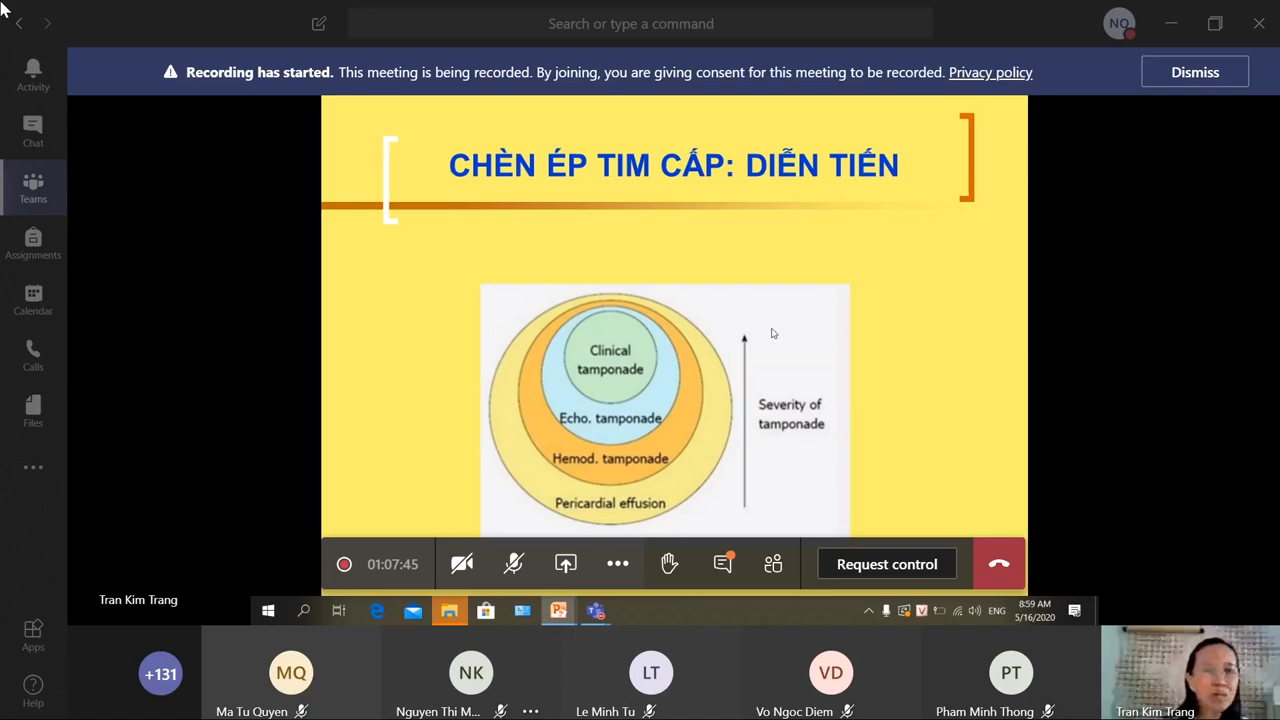 Search or type a command
NQ
Recording has started. This meeting is being recorded. By joining, you are giving consent for this meeting to be recorded. Privacy policy
Dismiss
Activity
Chat
Teams
Assignments
Calendar
Calls
Files
Apps
Help
CHÈN ÉP TIM CẤP: DIỄN TIẾN
Clinical
tamponade
Echo. tamponade
Hemod. tamponade
Pericardial effusion
Severity of
tamponade
01:07:45
Request control
Tran Kim Trang
V
ENG
8:59 AM
5/16/2020
+131
MQ
NK
LT
VD
PT
Ma Tu Quyen
Nguyen Thi M...
Le Minh Tu
Vo Ngoc Diem
Pham Minh Thong
Tran Kim Trang